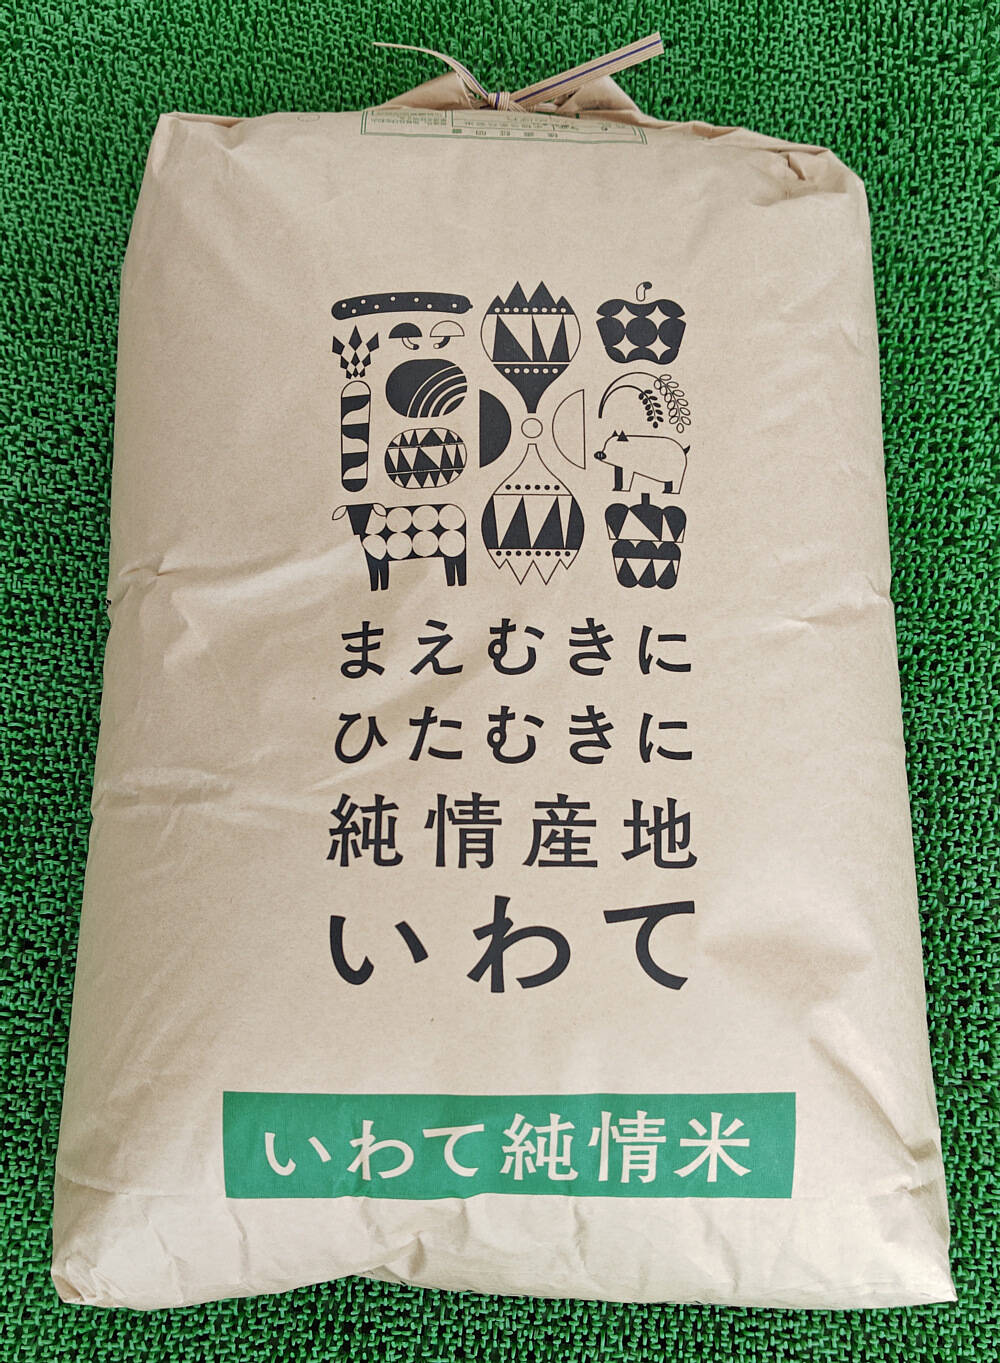 まえむきに
ひたむきに
純情産地
いわて
いわて純情米